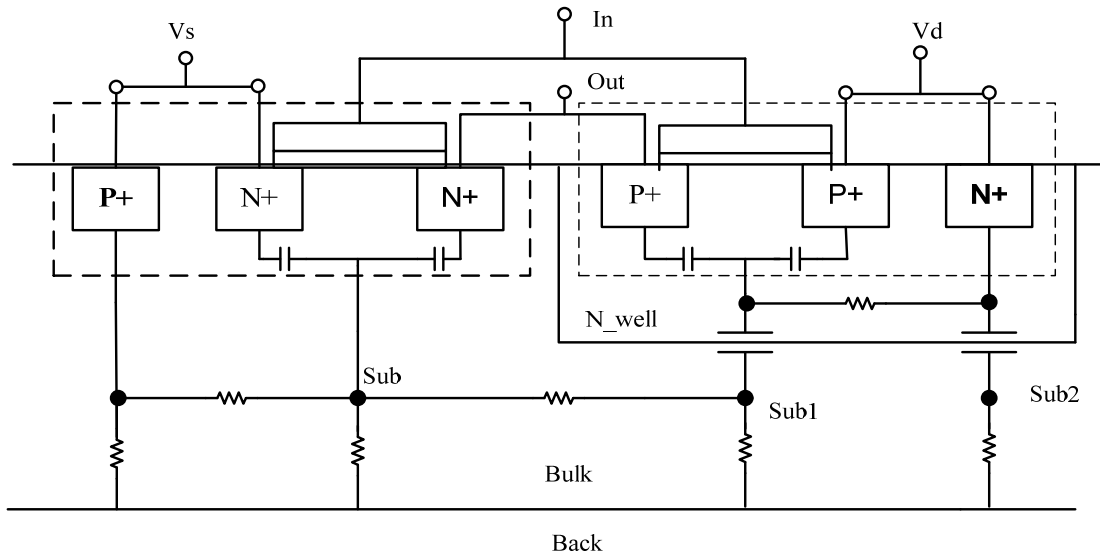 In
Vs
Vd
Out
P+
N+
N+
P+
P+
N+
N_well
Sub
Sub1
Sub2
Bulk
Back